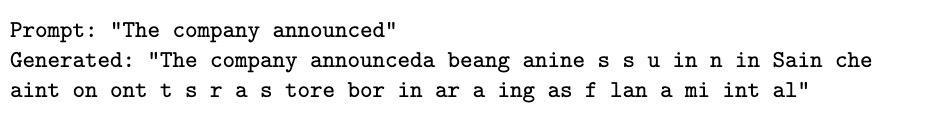 Prompt: "The company announced"
Generated: "The company announceda beang anine s s u in n in Sain che
aint on ont t s r a s tore bor in ar a ing as f lan a mi int al"